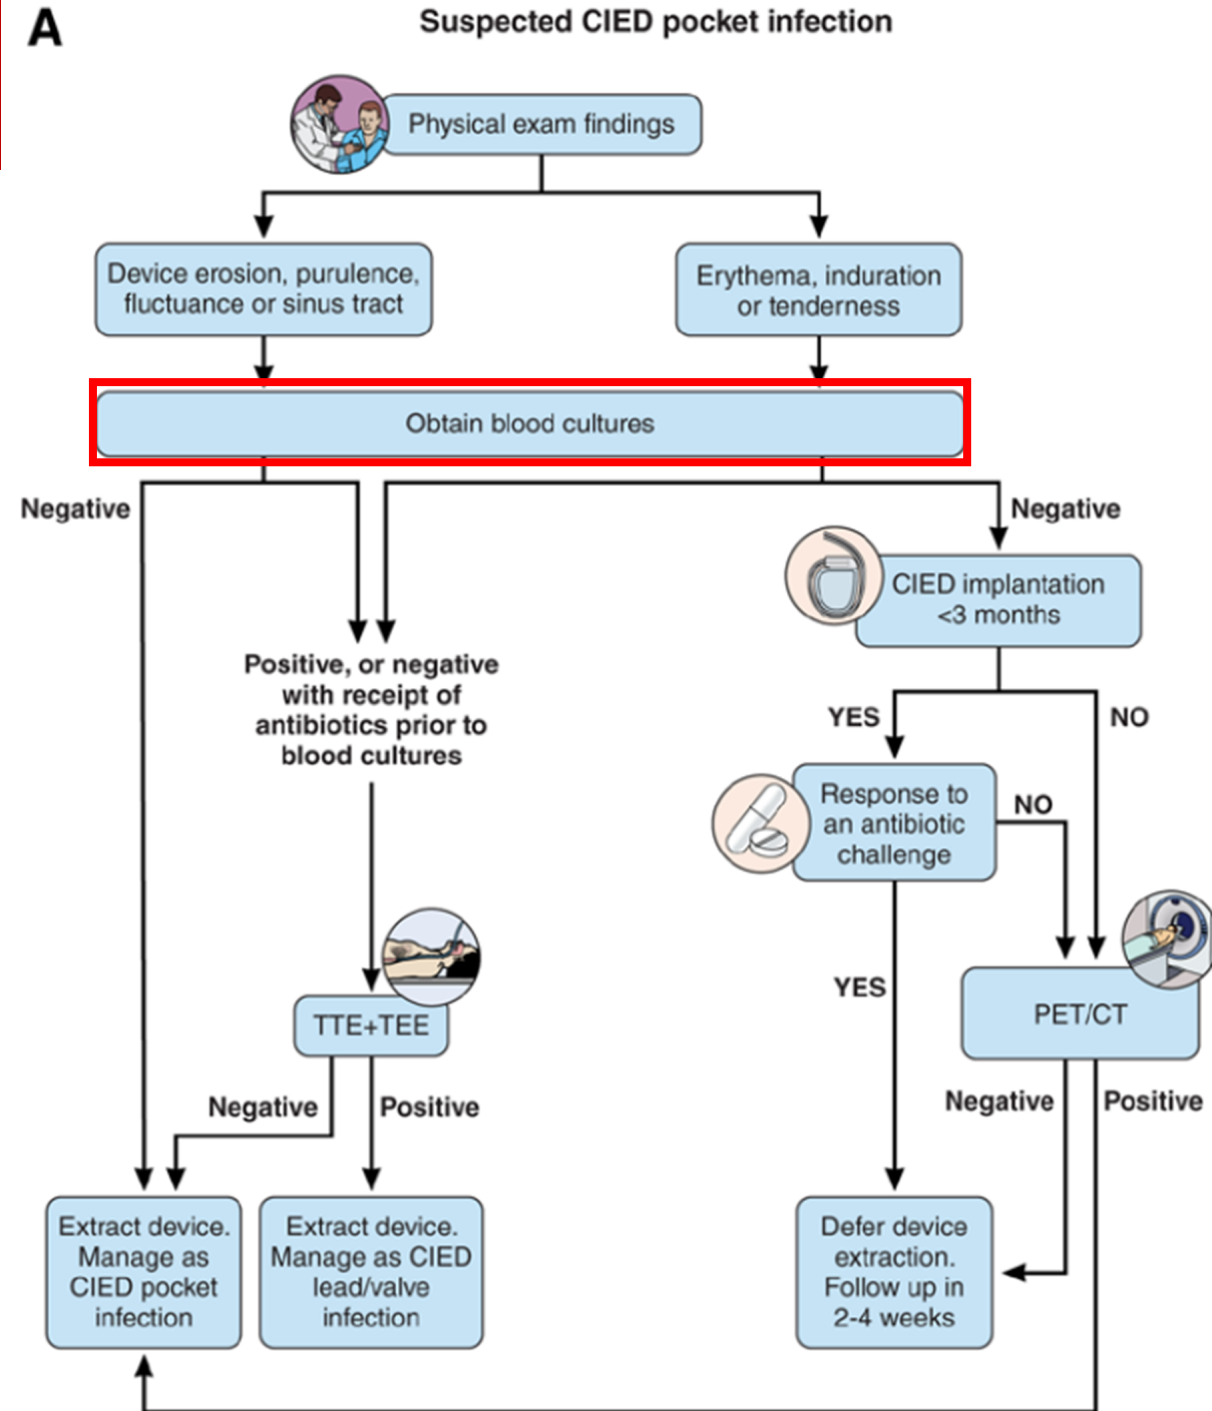 A
Suspected CIED pocket infection
Physical exam findings
Device erosion, purulence,
fluctuance or sinus tract
Erythema, induration
or tenderness
Obtain blood cultures
Negative
Negative
CIED implantation
<3 months
Positive, or negative
with receipt of
antibiotics prior to
blood cultures
YES
NO
Response to
an antibiotic
challenge
NO
YES
TTE+TEE
PET/CT
Negative
Positive
Negative
Positive
Extract device.
Manage as
CIED pocket
infection
Extract device.
Manage as CIED
lead/valve
infection
Defer device
extraction.
Follow up in
2-4 weeks